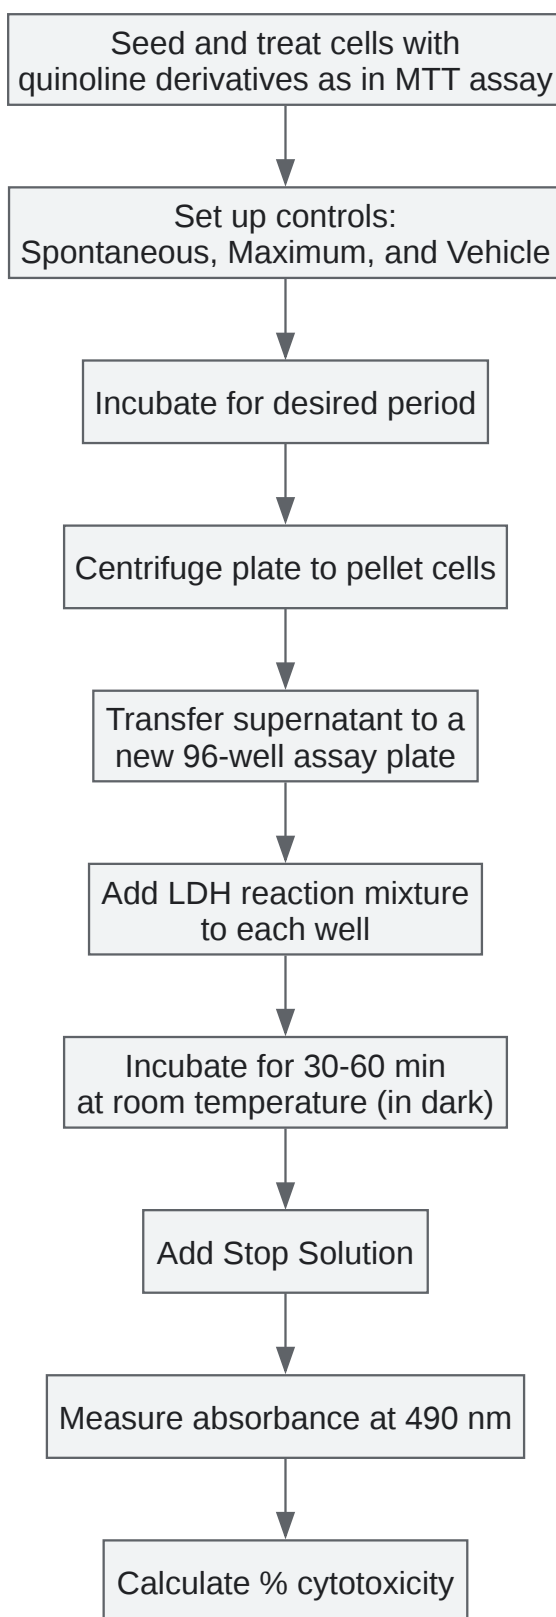 Seed and treat cells with
quinoline derivatives as in MTT assay
Set up controls:
Spontaneous, Maximum, and Vehicle
Incubate for desired period
Centrifuge plate to pellet cells
Transfer supernatant to a
new 96-well assay plate
Add LDH reaction mixture
to each well
Incubate for 30-60 min
at room temperature (in dark)
Add Stop Solution
Measure absorbance at 490 nm
Calculate % cytotoxicity